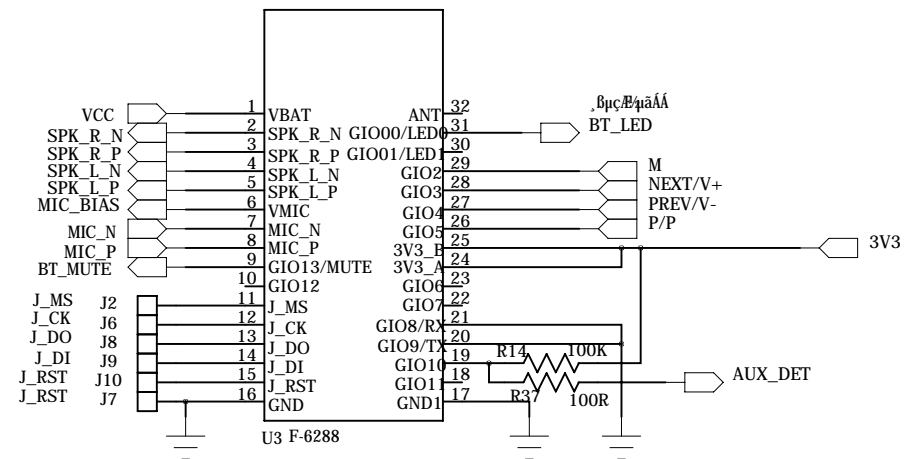 ¸ßµçƽµãÁÁ
VCC 1 VBAT ANT 32
SPK_R_N 2 SPK_R_N GIO00/LED0 31 BT_LED
SPK_R_P 3 SPK_R_P GIO01/LED1 30
SPK_L_N 4 SPK_L_N GIO2 29 M
SPK_L_P 5 SPK_L_P GIO3 28 NEXT/V+
MIC_BIAS 6 VMIC GIO4 27 PREV/V-
MIC_N 7 MIC_N GIO5 26 P/P
MIC_P 8 MIC_P 3V3_B 25 3V3
BT_MUTE 9 GIO13/MUTE 3V3_A 24
10 GIO12 GIO6 23
J_MS J2 11 J_MS GIO7 22
J_CK J6 12 J_CK GIO8/RX 21
J_DO J8 13 J_DO GIO9/TX 20
J_DI J9 14 J_DI GIO10 19 R14 100K
J_RST J10 15 J_RST GIO11 18 AUX_DET
J_RST J7 16 GND GND1 17 R37 100R
U3 F-6288